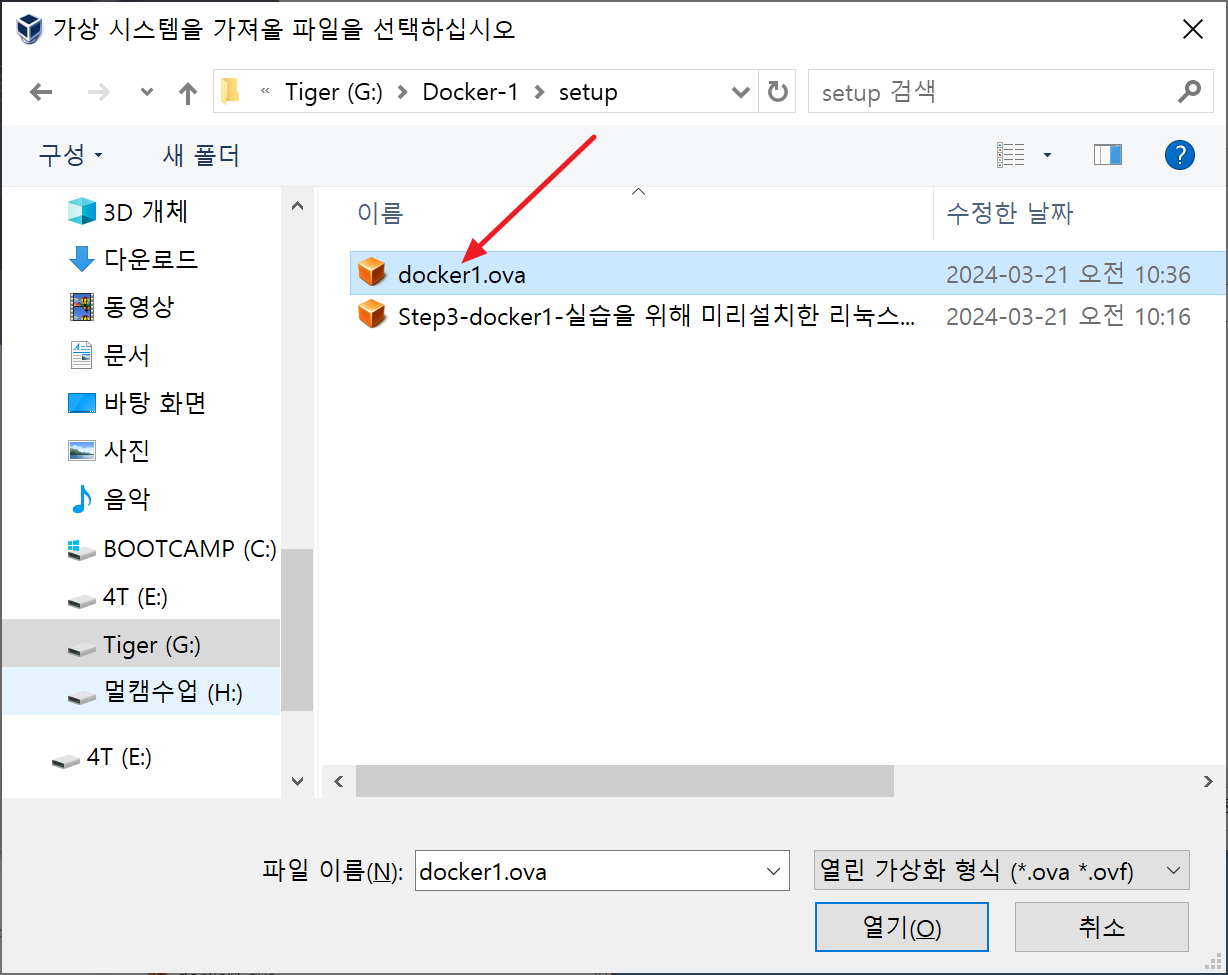 가상 시스템을 가져올 파일을 선택하십시오
« Tiger (G:) > Docker-1 > setup
setup 검색
구성
새 폴더
?
3D 개체
다운로드
동영상
문서
바탕 화면
사진
음악
BOOTCAMP (C:)
4T (E:)
Tiger (G:)
멀캠수업 (H:)
4T (E:)
이름 수정한 날짜
docker1.ova 2024-03-21 오전 10:36
Step3-docker1-실습을 위해 미리설치한 리눅스... 2024-03-21 오전 10:16
파일 이름(N): docker1.ova 열린 가상화 형식 (*.ova *.ovf)
열기(O) 취소